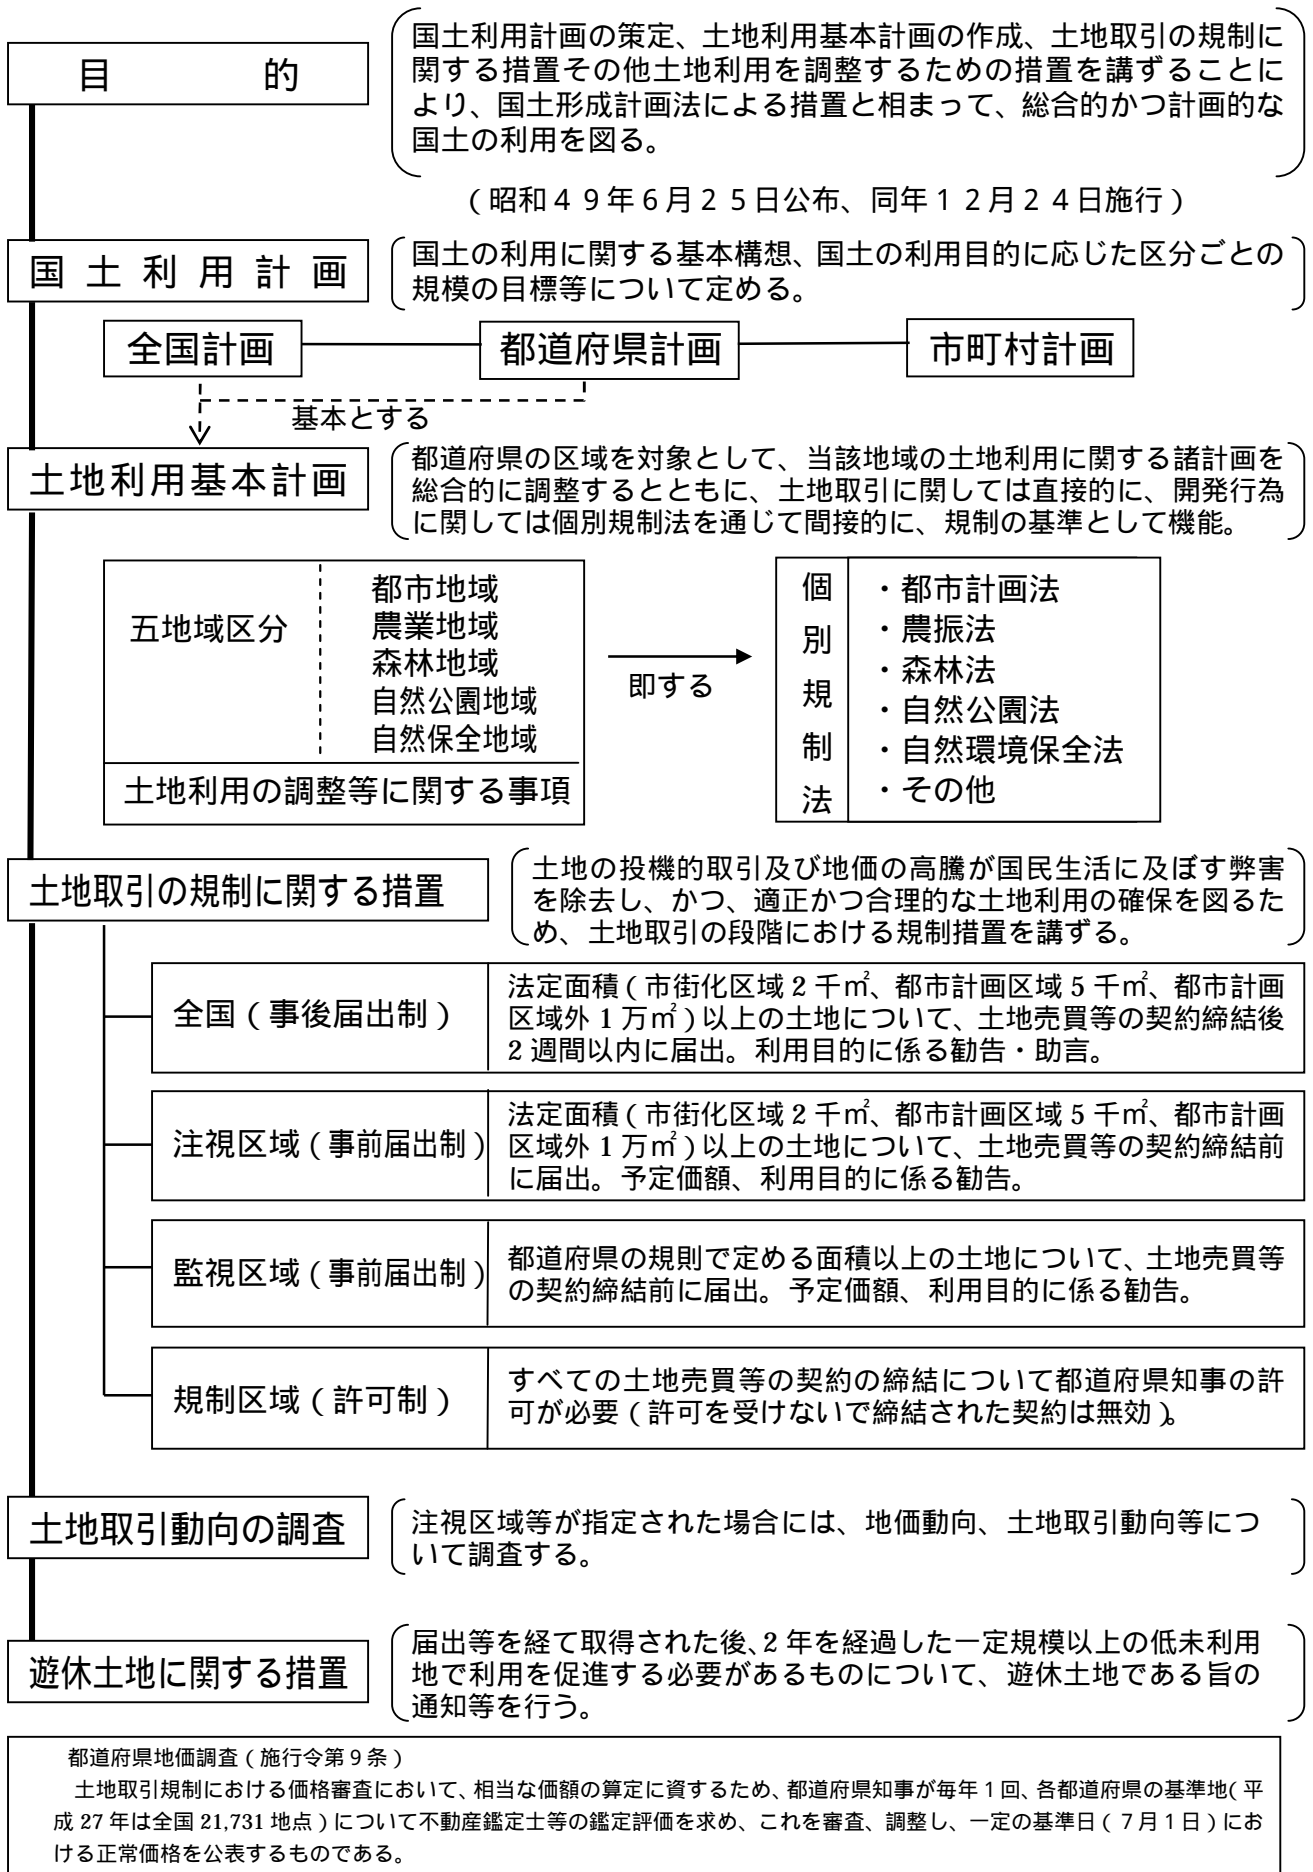 目　的
国土利用計画の策定、土地利用基本計画の作成、土地取引の規制に
関する措置その他土地利用を調整するための措置を講ずることに
より、国土形成計画法による措置と相まって、総合的かつ計画的な
国土の利用を図る。
(昭和49年6月25日公布、同年12月24日施行)
国土利用計画
国土の利用に関する基本構想、国土の利用目的に応じた区分ごとの
規模の目標等について定める。
全国計画
都道府県計画
市町村計画
基本とする
土地利用基本計画
都道府県の区域を対象として、当該地域の土地利用に関する諸計画を
総合的に調整するとともに、土地取引に関しては直接的に、開発行為
に関しては個別規制法を通じて間接的に、規制の基準として機能。
五地域区分
都市地域
農業地域
森林地域
自然公園地域
自然保全地域
土地利用の調整等に関する事項
即する
個別規制法
・都市計画法
・農振法
・森林法
・自然公園法
・自然環境保全法
・その他
土地取引の規制に関する措置
土地の投機的取引及び地価の高騰が国民生活に及ぼす弊害
を除去し、かつ、適正かつ合理的な土地利用の確保を図るた
め、土地取引の段階における規制措置を講ずる。
全国(事後届出制)
法定面積(市街化区域2千㎡、都市計画区域5千㎡、都市計画
区域外1万㎡)以上の土地について、土地売買等の契約締結後
2週間以内に届出。利用目的に係る勧告・助言。
注視区域(事前届出制)
法定面積(市街化区域2千㎡、都市計画区域5千㎡、都市計画
区域外1万㎡)以上の土地について、土地売買等の契約締結前
に届出。予定価額、利用目的に係る勧告。
監視区域(事前届出制)
都道府県の規則で定める面積以上の土地について、土地売買等
の契約締結前に届出。予定価額、利用目的に係る勧告。
規制区域(許可制)
すべての土地売買等の契約の締結について都道府県知事の許
可が必要(許可を受けないで締結された契約は無効)。
土地取引動向の調査
注視区域等が指定された場合には、地価動向、土地取引動向等につ
いて調査する。
遊休土地に関する措置
届出等を経て取得された後、2年を経過した一定規模以上の低未利用
地で利用を促進する必要があるものについて、遊休土地である旨の
通知等を行う。
都道府県地価調査(施行令第9条)
土地取引規制における価格審査において、相当な価額の算定に資するため、都道府県知事が毎年1回、各都道府県の基準地(平
成27年は全国21,731地点)について不動産鑑定士等の鑑定評価を求め、これを審査、調整し、一定の基準日(7月1日)にお
ける正常価格を公表するものである。